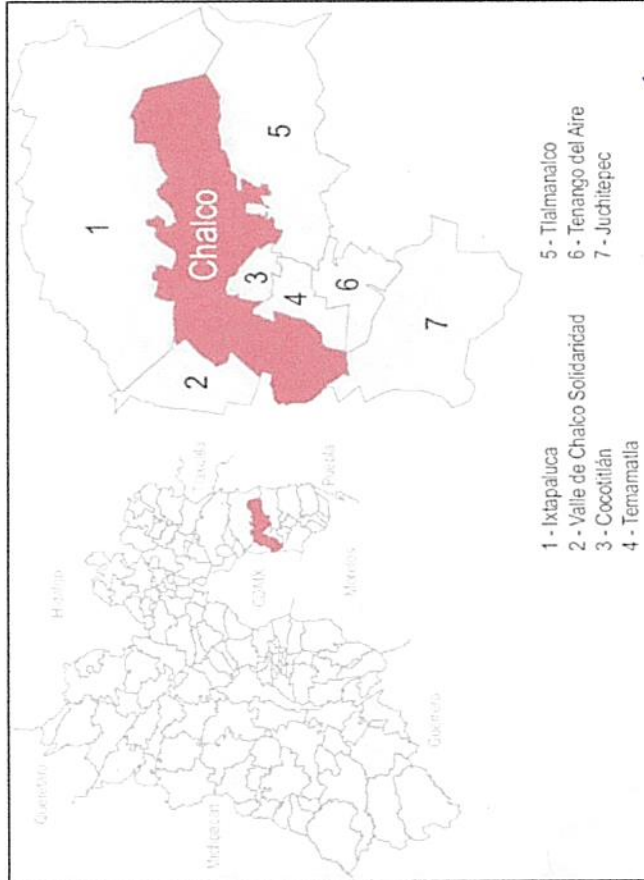 Hidalgo
Querétaro
Tlaxcala
Michoacán
CDMX
Puebla
Morelos
Guerrero
Chalco
1
2
3
4
5
6
7
1 - Ixtapaluca
2 - Valle de Chalco Solidaridad
3 - Cocotitlán
4 - Temamatla
5 - Tlalmanalco
6 - Tenango del Aire
7 - Juchitepec